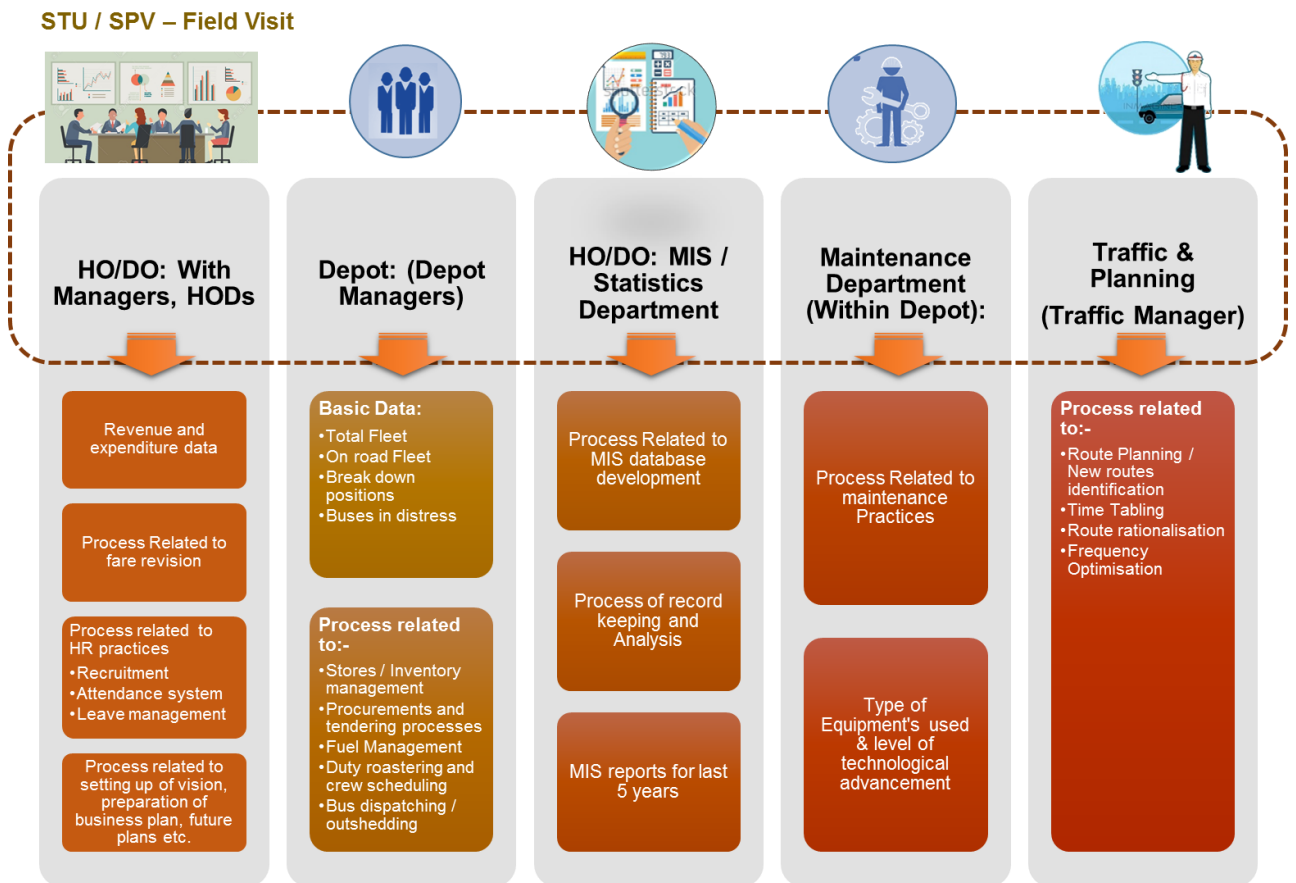 STU / SPV – Field Visit
HO/DO: With
Managers, HODs
Revenue and
expenditure data
Process Related to
fare revision
Process related to
HR practices
•Recruitment
•Attendance system
•Leave management
Process related to
setting up of vision,
preparation of
business plan, future
plans etc.
Depot: (Depot
Managers)
Basic Data:
•Total Fleet
•On road Fleet
•Break down
positions
•Buses in distress
Process related
to:-
•Stores / Inventory
management
•Procurements and
tendering processes
•Fuel Management
•Duty roastering and
crew scheduling
•Bus dispatching /
outshedding
HO/DO: MIS /
Statistics
Department
Process Related to
MIS database
development
Process of record
keeping and
Analysis
MIS reports for last
5 years
Maintenance
Department
(Within Depot):
Process Related to
maintenance
Practices
Type of
Equipment's used
& level of
technological
advancement
Traffic &
Planning
(Traffic Manager)
Process related
to:-
•Route Planning /
New routes
identification
•Time Tabling
•Route rationalisation
•Frequency
Optimisation